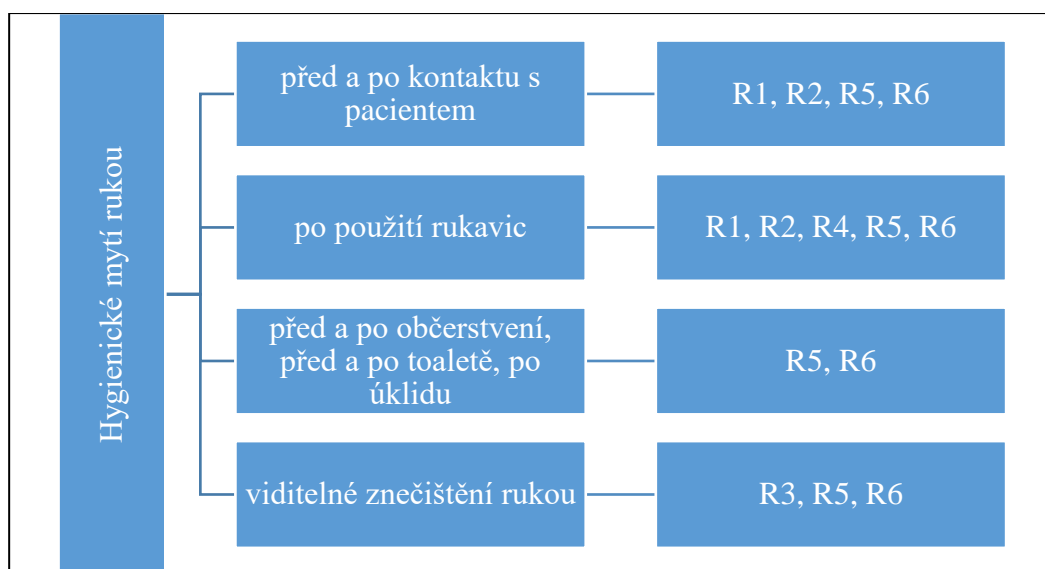 Hygienické mytí rukou
před a po kontaktu s
pacientem
R1, R2, R5, R6
po použití rukavic
R1, R2, R4, R5, R6
před a po občerstvení,
před a po toaletě, po
úklidu
R5, R6
viditelné znečištění rukou
R3, R5, R6